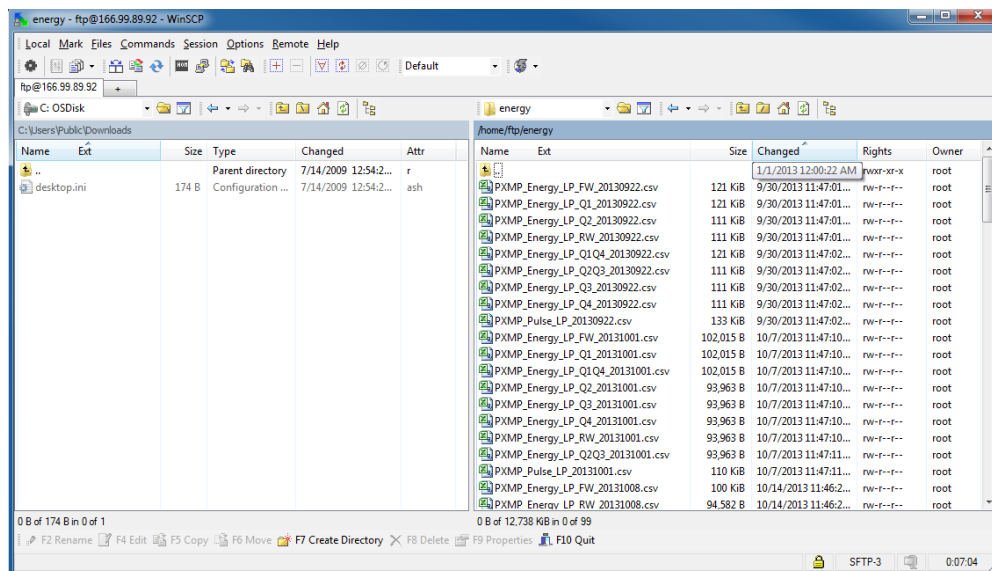 energy - ftp@166.99.89.92 - WinSCP
Local Mark Files Commands Session Options Remote Help
Default
ftp@166.99.89.92 +
C: OSDisk
energy
C:\Users\Public\Downloads
/home/ftp/energy
Name Ext Size Type Changed Attr
Name Ext Size Changed Rights Owner
.. Parent directory 7/14/2009 12:54:2... r
.. 1/1/2013 12:00:22 AM rwxr-xr-x root
desktop.ini 174 B Configuration ... 7/14/2009 12:54:2... ash
PXMP_Energy_LP_FW_20130922.csv 121 KiB 9/30/2013 11:47:01... rw-r--r-- root
PXMP_Energy_LP_Q1_20130922.csv 121 KiB 9/30/2013 11:47:01... rw-r--r-- root
PXMP_Energy_LP_Q2_20130922.csv 111 KiB 9/30/2013 11:47:01... rw-r--r-- root
PXMP_Energy_LP_RW_20130922.csv 111 KiB 9/30/2013 11:47:01... rw-r--r-- root
PXMP_Energy_LP_Q1Q4_20130922.csv 121 KiB 9/30/2013 11:47:02... rw-r--r-- root
PXMP_Energy_LP_Q2Q3_20130922.csv 111 KiB 9/30/2013 11:47:02... rw-r--r-- root
PXMP_Energy_LP_Q3_20130922.csv 111 KiB 9/30/2013 11:47:02... rw-r--r-- root
PXMP_Energy_LP_Q4_20130922.csv 111 KiB 9/30/2013 11:47:02... rw-r--r-- root
PXMP_Pulse_LP_20130922.csv 133 KiB 9/30/2013 11:47:02... rw-r--r-- root
PXMP_Energy_LP_FW_20131001.csv 102,015 B 10/7/2013 11:47:10... rw-r--r-- root
PXMP_Energy_LP_Q1_20131001.csv 102,015 B 10/7/2013 11:47:10... rw-r--r-- root
PXMP_Energy_LP_Q1Q4_20131001.csv 102,015 B 10/7/2013 11:47:10... rw-r--r-- root
PXMP_Energy_LP_Q2_20131001.csv 93,963 B 10/7/2013 11:47:10... rw-r--r-- root
PXMP_Energy_LP_Q3_20131001.csv 93,963 B 10/7/2013 11:47:10... rw-r--r-- root
PXMP_Energy_LP_Q4_20131001.csv 93,963 B 10/7/2013 11:47:10... rw-r--r-- root
PXMP_Energy_LP_RW_20131001.csv 93,963 B 10/7/2013 11:47:10... rw-r--r-- root
PXMP_Energy_LP_Q2Q3_20131001.csv 93,963 B 10/7/2013 11:47:11... rw-r--r-- root
PXMP_Pulse_LP_20131001.csv 110 KiB 10/7/2013 11:47:11... rw-r--r-- root
PXMP_Energy_LP_FW_20131008.csv 100 KiB 10/14/2013 11:46:2... rw-r--r-- root
PXMP_Energy_LP_RW_20131008.csv 94,582 B 10/14/2013 11:46:2... rw-r--r-- root
0 B of 174 B in 0 of 1
0 B of 12,738 KiB in 0 of 99
F2 Rename F4 Edit F5 Copy F6 Move F7 Create Directory F8 Delete F9 Properties F10 Quit
SFTP-3 0:07:04